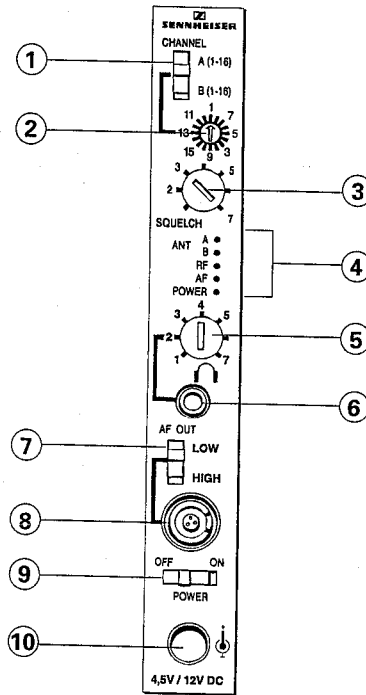 SENNHEISER
CHANNEL
1
A (1-16)
B (1-16)
2
11 1 7
13 5
15 9 3
3 5
2
7
3
SQUELCH
ANT A
B
RF
AF
POWER
4
4
3 5
2
1 7
5
6
AF OUT
7
LOW
HIGH
8
9
OFF ON
POWER
10
4,5V / 12V DC